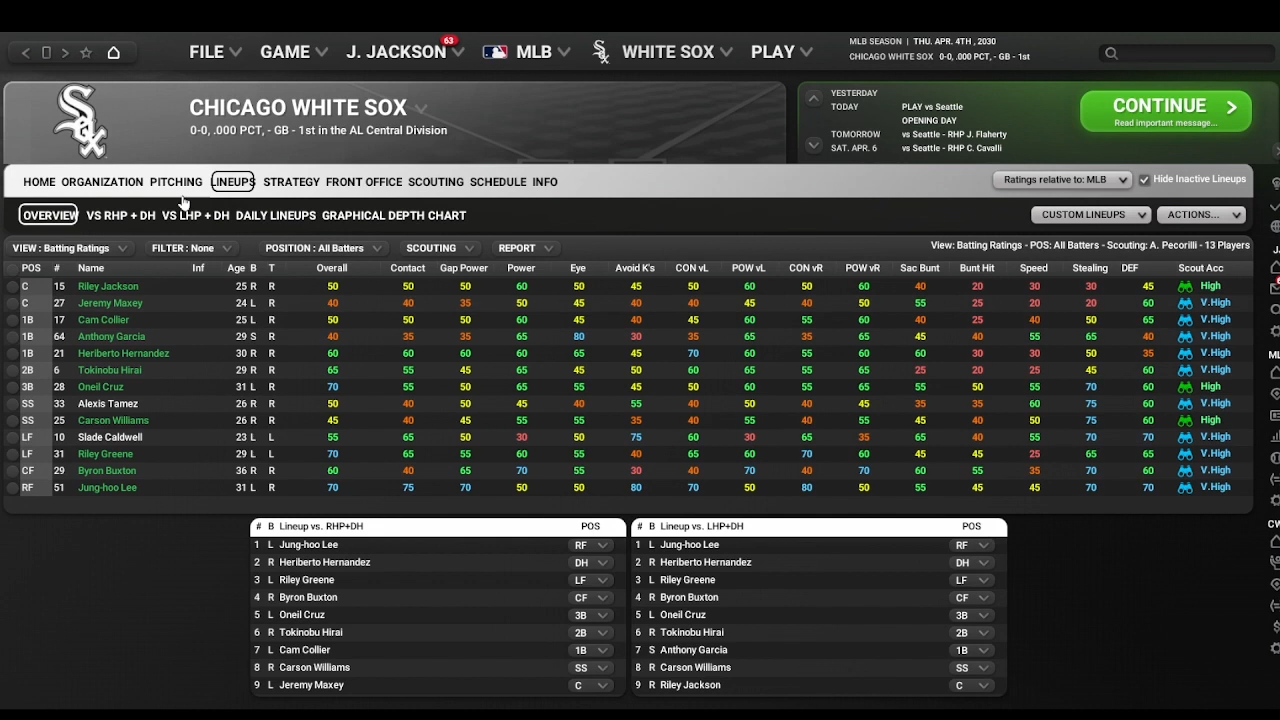 FILE GAME J. JACKSON 63 MLB WHITE SOX PLAY
MLB SEASON | THU. APR. 4TH , 2030
CHICAGO WHITE SOX 0-0, .000 PCT, - GB - 1st
CHICAGO WHITE SOX
0-0, .000 PCT, - GB - 1st in the AL Central Division
YESTERDAY
TODAY PLAY vs Seattle
OPENING DAY
TOMORROW vs Seattle - RHP J. Flaherty
SAT. APR. 6 vs Seattle - RHP C. Cavalli
CONTINUE
Read important message...
HOME ORGANIZATION PITCHING LINEUPS STRATEGY FRONT OFFICE SCOUTING SCHEDULE INFO
Ratings relative to: MLB Hide Inactive Lineups
OVERVIEW VS RHP + DH VS LHP + DH DAILY LINEUPS GRAPHICAL DEPTH CHART
CUSTOM LINEUPS ACTIONS...
VIEW : Batting Ratings FILTER : None POSITION : All Batters SCOUTING REPORT
View: Batting Ratings - POS: All Batters - Scouting: A. Pecorilli - 13 Players
POS # Name Inf Age B T Overall Contact Gap Power Power Eye Avoid K's CON vL POW vL CON vR POW vR Sac Bunt Bunt Hit Speed Stealing DEF Scout Acc
C 15 Riley Jackson 25 R R 50 50 50 60 50 45 50 60 50 60 40 20 30 30 45 High
C 27 Jeremy Maxey 24 L R 40 40 35 50 45 40 40 45 40 50 55 25 20 20 60 V.High
1B 17 Cam Collier 25 L R 50 50 50 60 45 40 45 60 55 60 40 25 40 50 65 V.High
1B 64 Anthony Garcia 29 S R 40 35 35 65 80 30 35 65 35 65 45 40 55 65 40 V.High
1B 21 Heriberto Hernandez 30 R R 60 60 60 60 65 45 70 60 55 60 60 30 30 50 35 V.High
2B 6 Tokinobu Hirai 29 R R 65 55 45 65 45 50 60 65 55 65 25 20 25 45 60 V.High
3B 28 Oneil Cruz 31 L R 70 55 50 65 55 45 50 60 65 65 55 50 55 70 60 High
SS 33 Alexis Tamez 26 R R 40 40 50 45 40 55 40 50 40 45 35 35 60 75 60 V.High
SS 25 Carson Williams 26 R R 45 40 45 55 55 35 40 55 40 55 60 40 50 75 60 High
LF 10 Slade Caldwell 23 L L 55 65 50 30 50 75 60 30 65 35 65 40 55 70 70 V.High
LF 31 Riley Greene 29 L L 70 65 55 65 55 40 65 60 70 60 45 45 25 65 65 V.High
CF 29 Byron Buxton 36 R R 60 40 65 70 55 30 40 70 40 70 60 55 35 70 60 V.High
RF 51 Jung-hoo Lee 31 L R 70 75 70 50 50 80 70 50 80 50 55 45 45 70 70 V.High
# B Lineup vs. RHP+DH POS
1 L Jung-hoo Lee RF
2 R Heriberto Hernandez DH
3 L Riley Greene LF
4 R Byron Buxton CF
5 L Oneil Cruz 3B
6 R Tokinobu Hirai 2B
7 L Cam Collier 1B
8 R Carson Williams SS
9 L Jeremy Maxey C
# B Lineup vs. LHP+DH POS
1 L Jung-hoo Lee RF
2 R Heriberto Hernandez DH
3 L Riley Greene LF
4 R Byron Buxton CF
5 L Oneil Cruz 3B
6 R Tokinobu Hirai 2B
7 S Anthony Garcia 1B
8 R Carson Williams SS
9 R Riley Jackson C